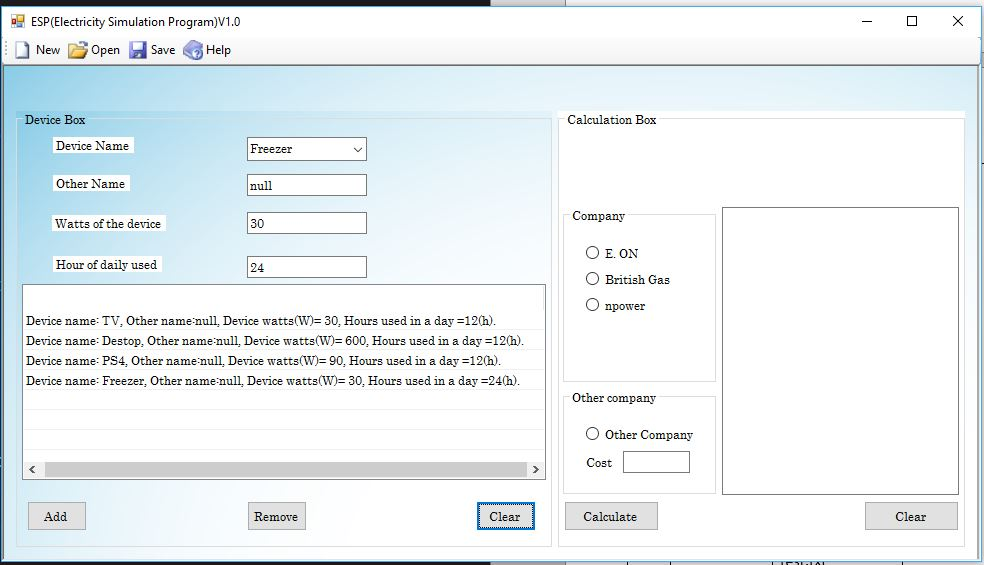 ESP(Electricity Simulation Program)V1.0
New Open Save Help
Device Box
Device Name Freezer
Other Name null
Watts of the device 30
Hour of daily used 24
Device name: TV, Other name:null, Device watts(W)= 30, Hours used in a day =12(h).
Device name: Destop, Other name:null, Device watts(W)= 600, Hours used in a day =12(h).
Device name: PS4, Other name:null, Device watts(W)= 90, Hours used in a day =12(h).
Device name: Freezer, Other name:null, Device watts(W)= 30, Hours used in a day =24(h).
Add Remove Clear
Calculation Box
Company
E. ON
British Gas
npower
Other company
Other Company
Cost
Calculate Clear